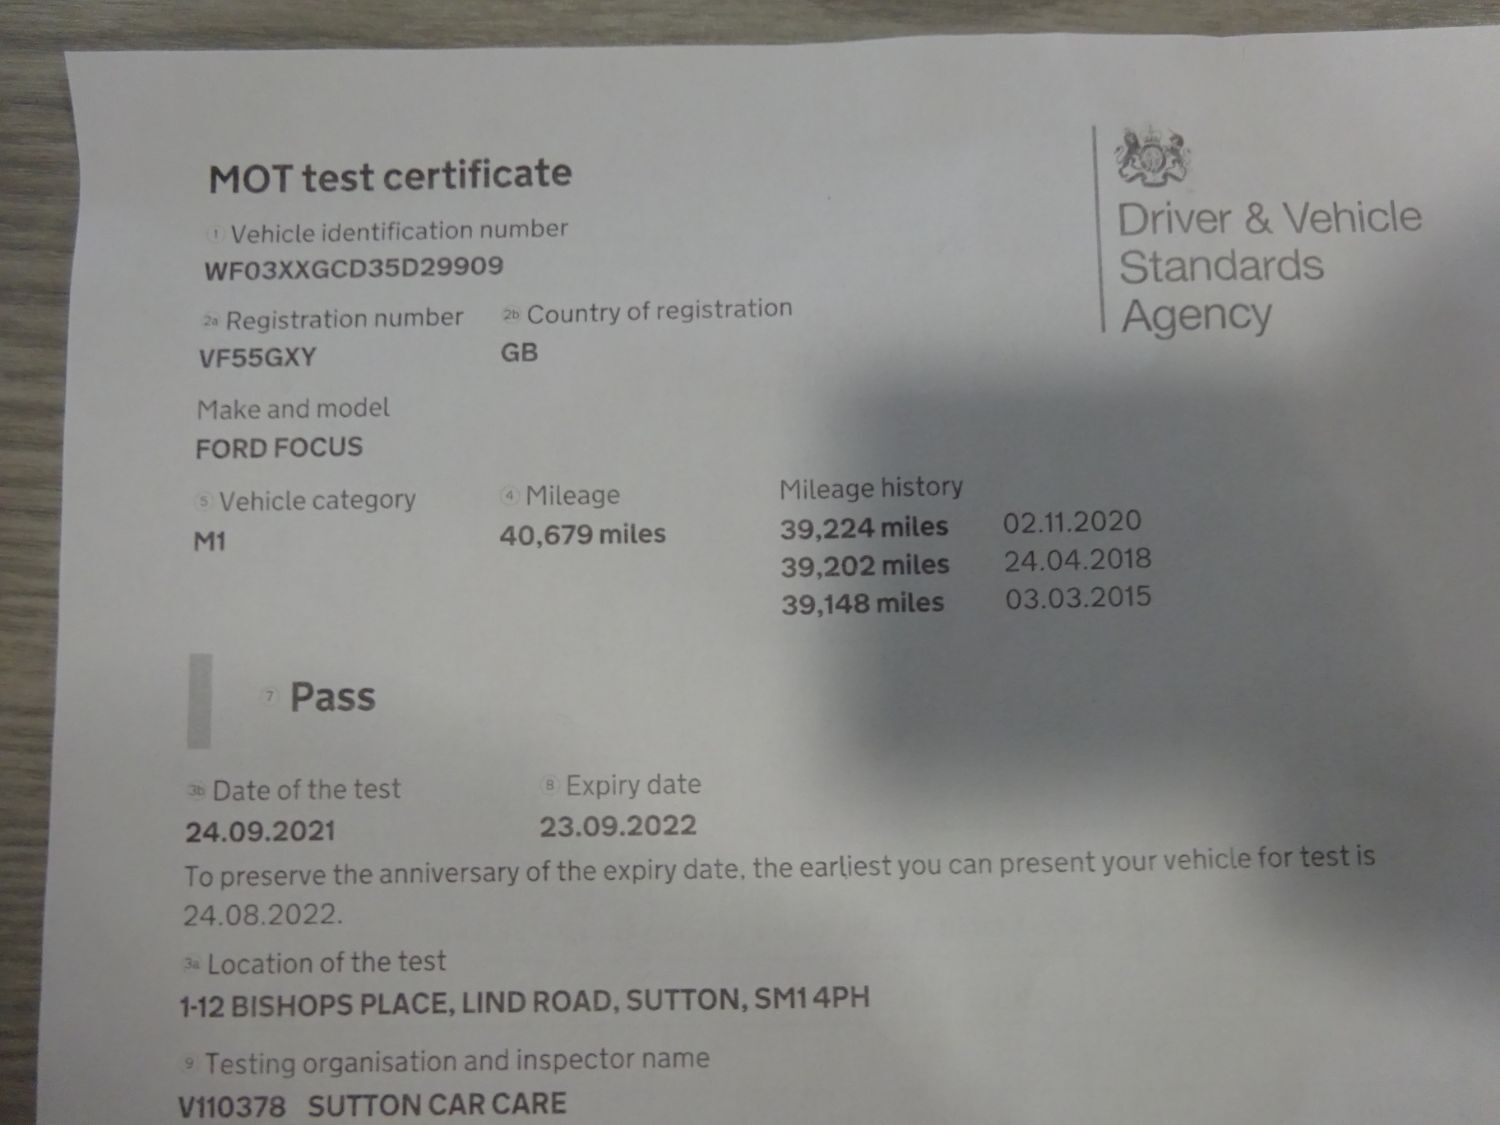 MOT test certificate
1 Vehicle identification number
WF03XXGCD35D29909
2a Registration number 2b Country of registration
VF55GXY GB
Make and model
FORD FOCUS
5 Vehicle category 4 Mileage Mileage history
M1 40,679 miles 39,224 miles 02.11.2020
39,202 miles 24.04.2018
39,148 miles 03.03.2015
Driver & Vehicle
Standards
Agency
7 Pass
3b Date of the test 8 Expiry date
24.09.2021 23.09.2022
To preserve the anniversary of the expiry date, the earliest you can present your vehicle for test is
24.08.2022.
3a Location of the test
1-12 BISHOPS PLACE, LIND ROAD, SUTTON, SM1 4PH
9 Testing organisation and inspector name
V110378 SUTTON CAR CARE